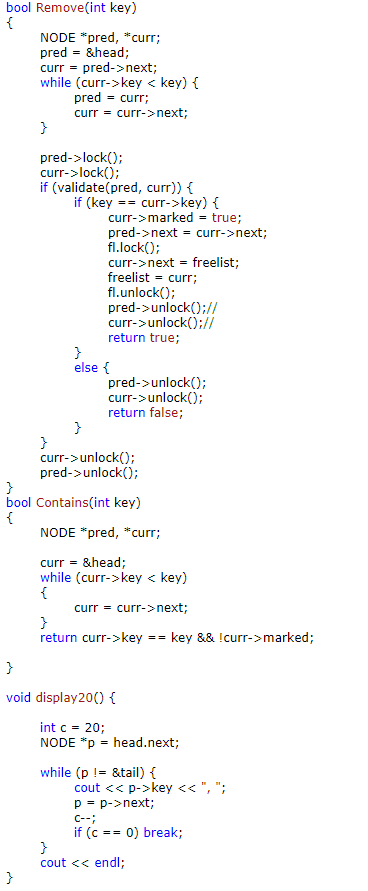 bool Remove(int key)
{
NODE *pred, *curr;
pred = &head;
curr = pred->next;
while (curr->key < key) {
pred = curr;
curr = curr->next;
}
pred->lock();
curr->lock();
if (validate(pred, curr)) {
if (key == curr->key) {
curr->marked = true;
pred->next = curr->next;
fl.lock();
curr->next = freelist;
freelist = curr;
fl.unlock();
pred->unlock();//
curr->unlock();//
return true;
}
else {
pred->unlock();
curr->unlock();
return false;
}
}
curr->unlock();
pred->unlock();
}
bool Contains(int key)
{
NODE *pred, *curr;
curr = &head;
while (curr->key < key)
{
curr = curr->next;
}
return curr->key == key && !curr->marked;
}
void display20() {
int c = 20;
NODE *p = head.next;
while (p != &tail) {
cout << p->key << ", ";
p = p->next;
c--;
if (c == 0) break;
}
cout << endl;
}